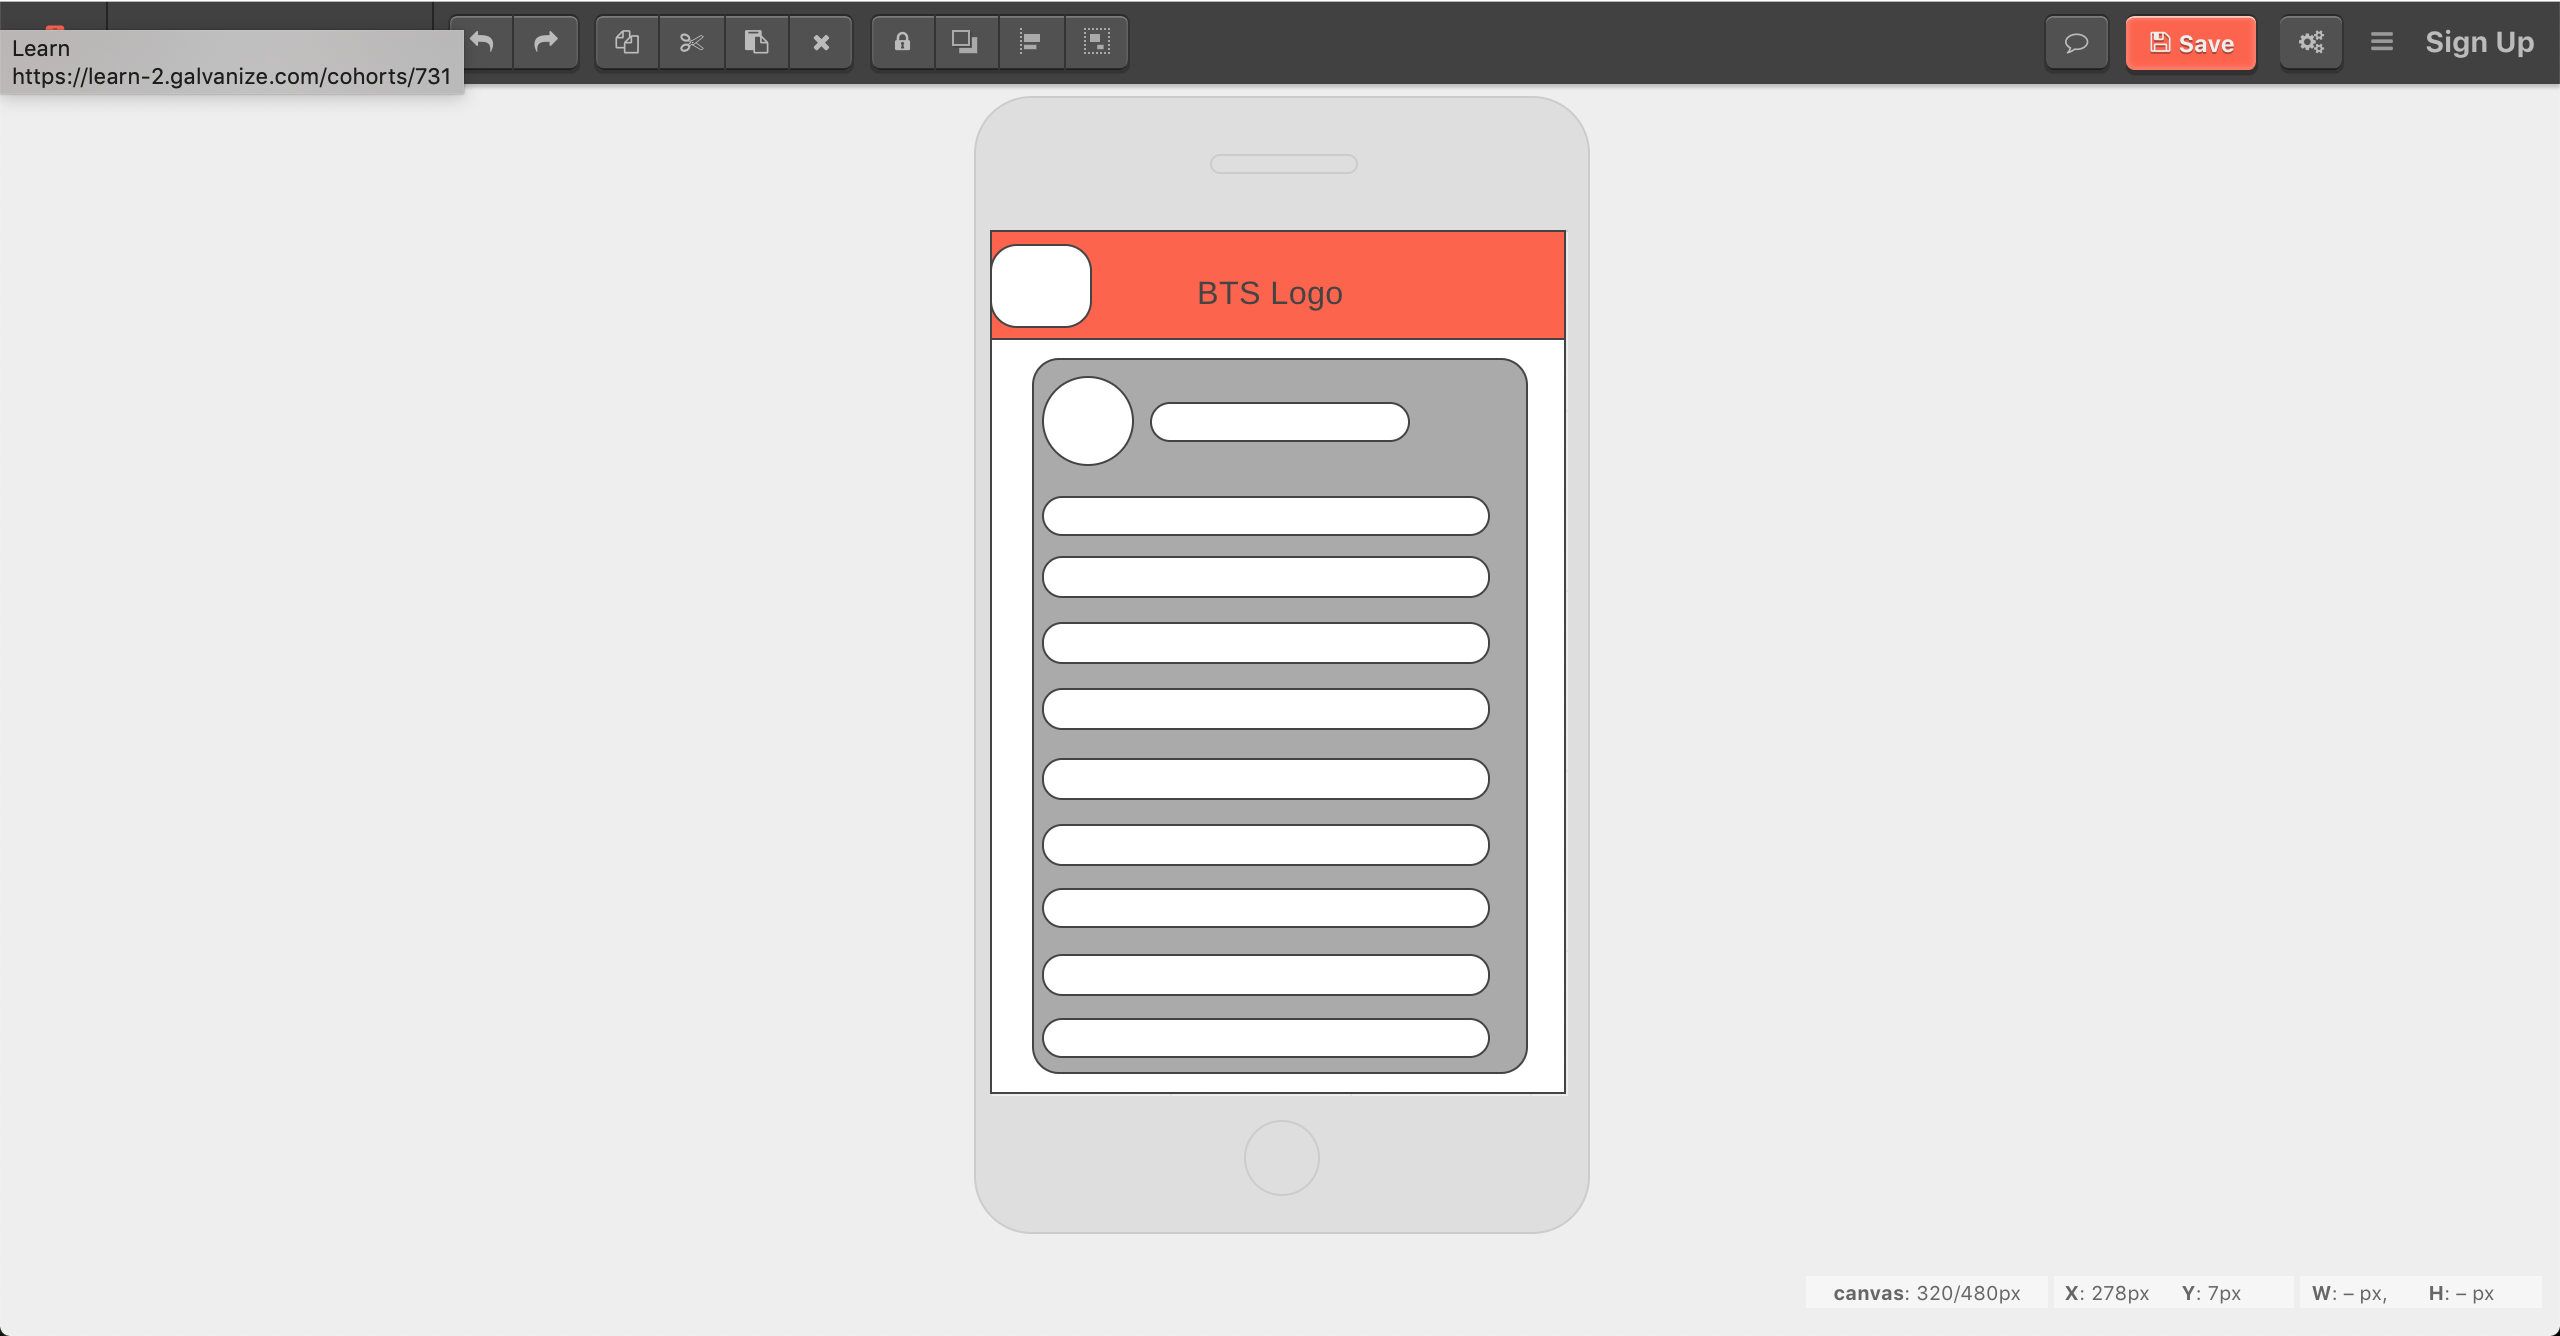 Learn
https://learn-2.galvanize.com/cohorts/731
Save
Sign Up
BTS Logo
canvas: 320/480px X: 278px Y: 7px W: – px, H: – px